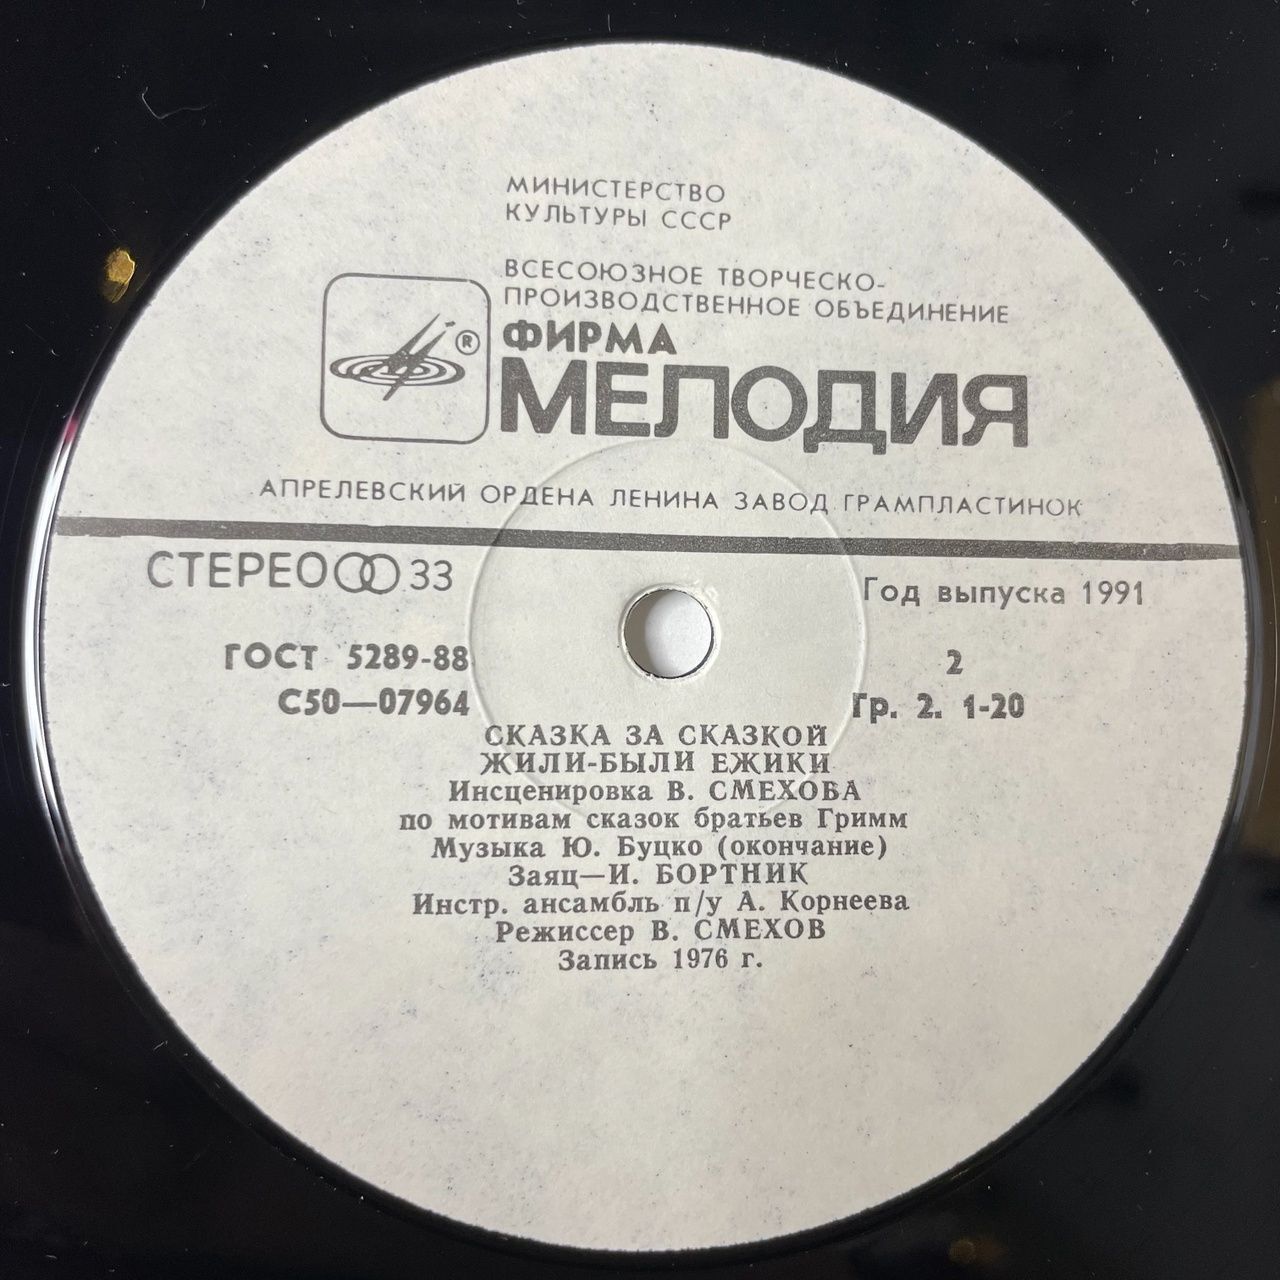 МИНИСТЕРСТВО
КУЛЬТУРЫ СССР
ВСЕСОЮЗНОЕ ТВОРЧЕСКО-
ПРОИЗВОДСТВЕННОЕ ОБЪЕДИНЕНИЕ
ФИРМА
®
МЕЛОДИЯ
АПРЕЛЕВСКИЙ ОРДЕНА ЛЕНИНА ЗАВОД ГРАМПЛАСТИНОК
СТЕРЕО 33
Год выпуска 1991
ГОСТ 5289-88
2
С50—07964
Гр. 2. 1-20
СКАЗКА ЗА СКАЗКОЙ
ЖИЛИ-БЫЛИ ЕЖИКИ
Инсценировка В. СМЕХОВА
по мотивам сказок братьев Гримм
Музыка Ю. Буцко (окончание)
Заяц—И. БОРТНИК
Инстр. ансамбль п/у А. Корнеева
Режиссер В. СМЕХОВ
Запись 1976 г.